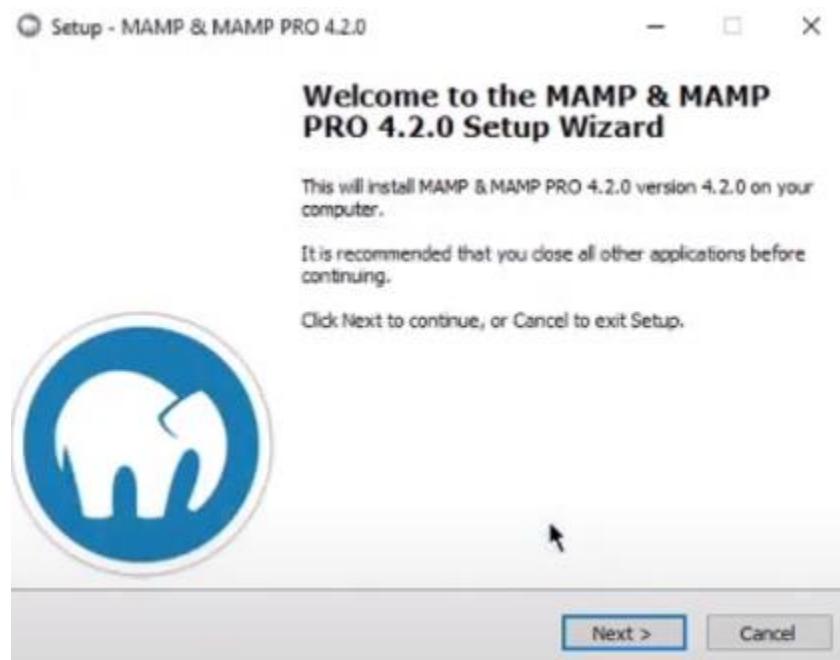 Setup - MAMP & MAMP PRO 4.2.0
Welcome to the MAMP & MAMP
PRO 4.2.0 Setup Wizard
This will install MAMP & MAMP PRO 4.2.0 version 4.2.0 on your
computer.
It is recommended that you close all other applications before
continuing.
Click Next to continue, or Cancel to exit Setup.
Next >
Cancel